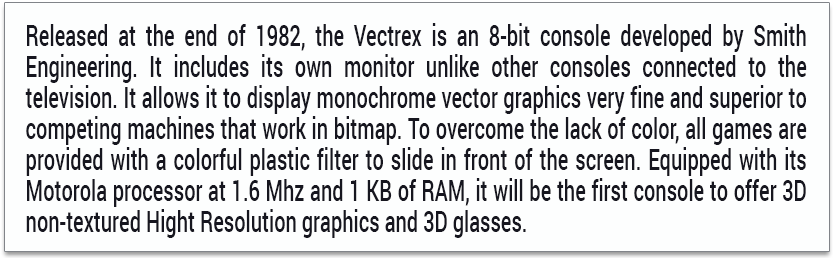 Released at the end of 1982, the Vectrex is an 8-bit console developed by Smith
Engineering. It includes its own monitor unlike other consoles connected to the
television. It allows it to display monochrome vector graphics very fine and superior to
competing machines that work in bitmap. To overcome the lack of color, all games are
provided with a colorful plastic filter to slide in front of the screen. Equipped with its
Motorola processor at 1.6 Mhz and 1 KB of RAM, it will be the first console to offer 3D
non-textured Hight Resolution graphics and 3D glasses.